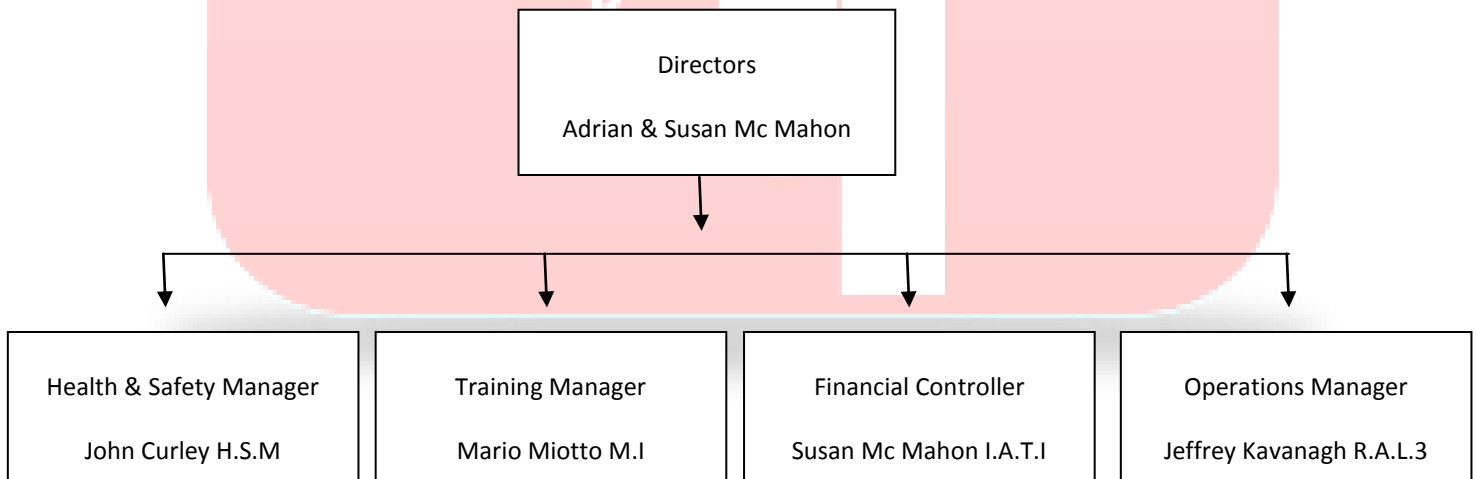 Directors
Adrian & Susan Mc Mahon
Health & Safety Manager
John Curley H.S.M
Training Manager
Mario Miotto M.I
Financial Controller
Susan Mc Mahon I.A.T.I
Operations Manager
Jeffrey Kavanagh R.A.L.3